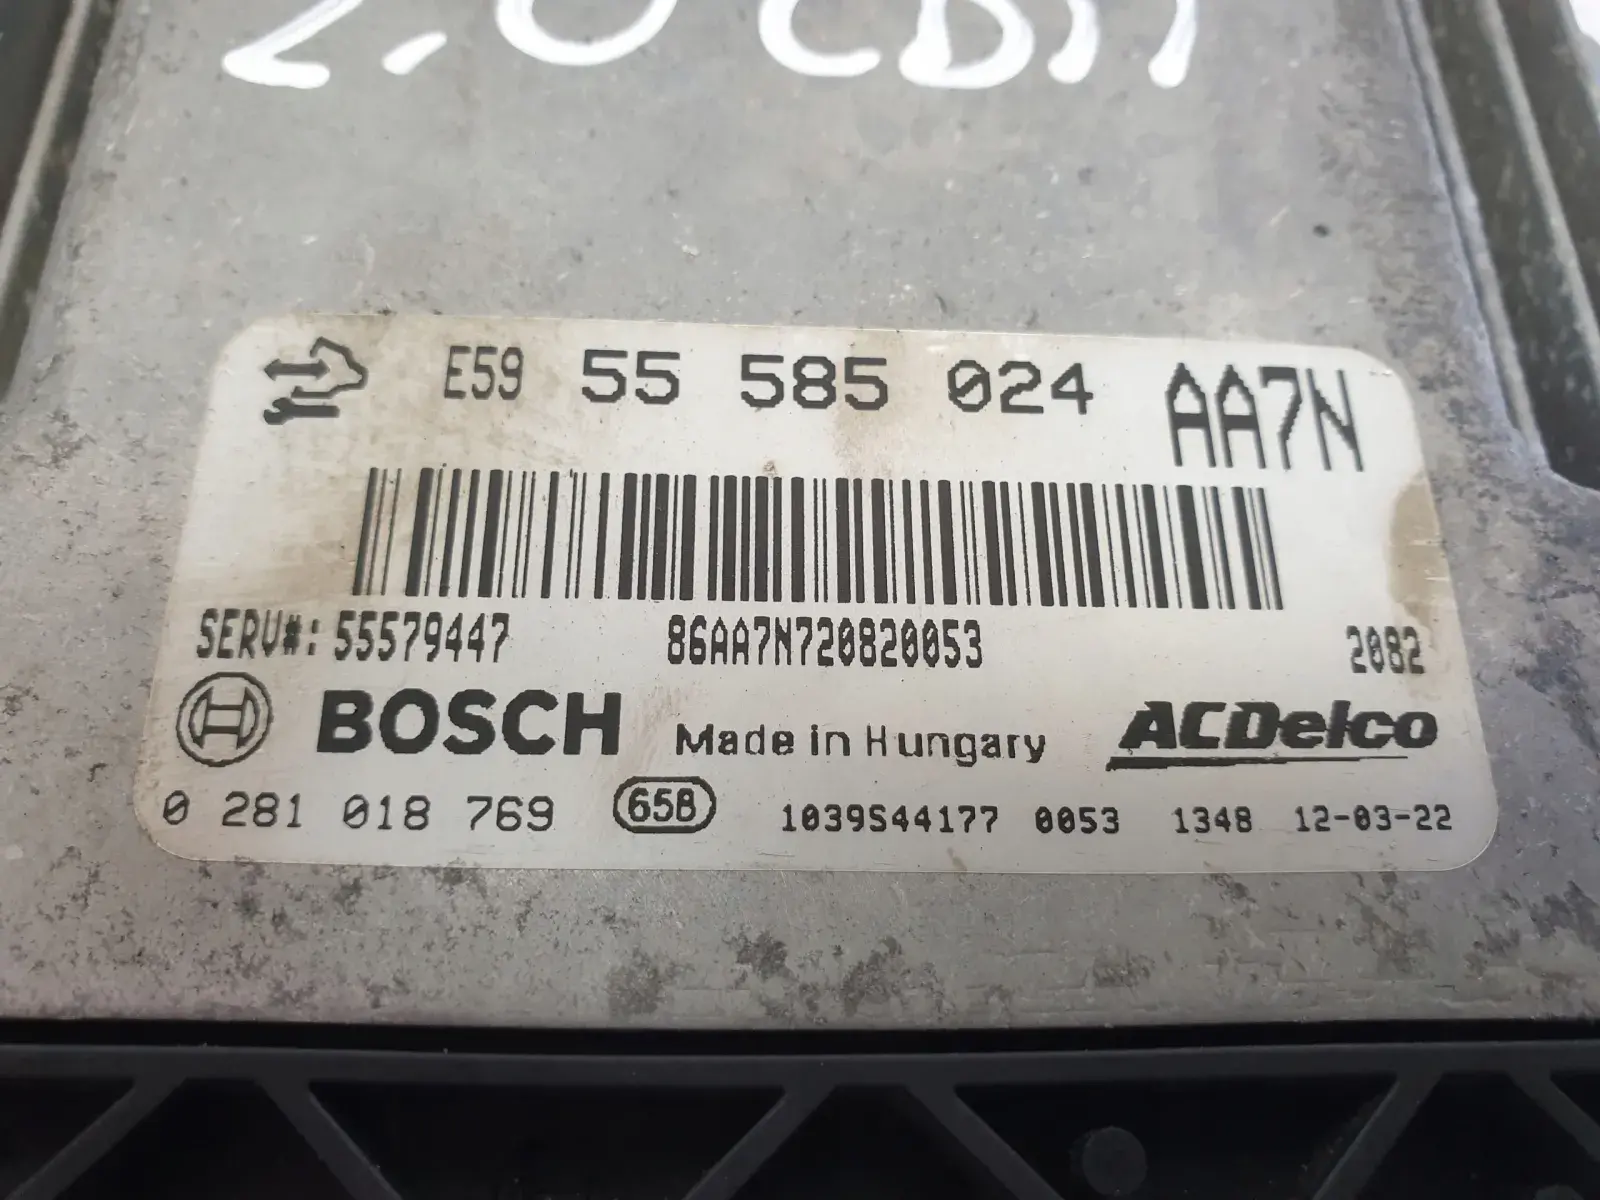 2.0 CDTI
E59 55 585 024 AA7N
SERV#: 55579447 86AA7N720820053 2082
BOSCH Made in Hungary ACDelco
0 281 018 769 65B 1039S44177 0053 1348 12-03-22